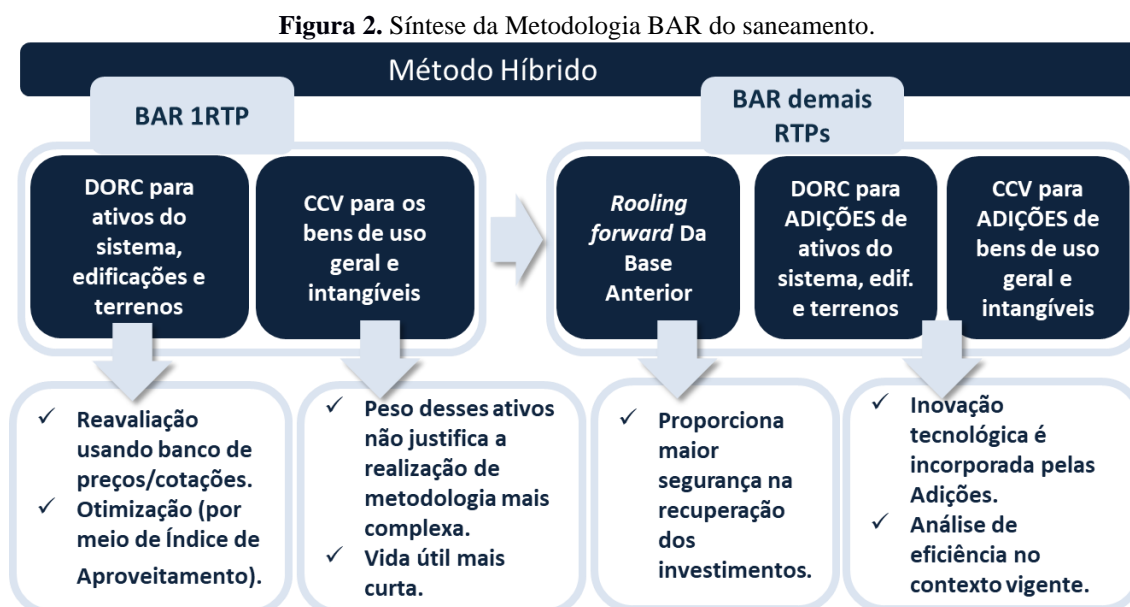 Figura 2. Síntese da Metodologia BAR do saneamento.
Método Híbrido
BAR 1RTP
DORC para
ativos do
sistema,
edificações e
terrenos
CCV para os
bens de uso
geral e
intangíveis
BAR demais
RTPs
Rooling
forward Da
Base
Anterior
DORC para
ADIÇÕES de
ativos do
sistema, edif.
e terrenos
CCV para
ADIÇÕES de
bens de uso
geral e
intangíveis
✓ Reavaliação
usando banco de
preços/cotações.
✓ Otimização (por
meio de Índice de
Aproveitamento).
✓ Peso desses ativos
não justifica a
realização de
metodologia mais
complexa.
✓ Vida útil mais
curta.
✓ Proporciona
maior
segurança na
recuperação
dos
investimentos.
✓ Inovação
tecnológica é
incorporada pelas
Adições.
✓ Análise de
eficiência no
contexto vigente.